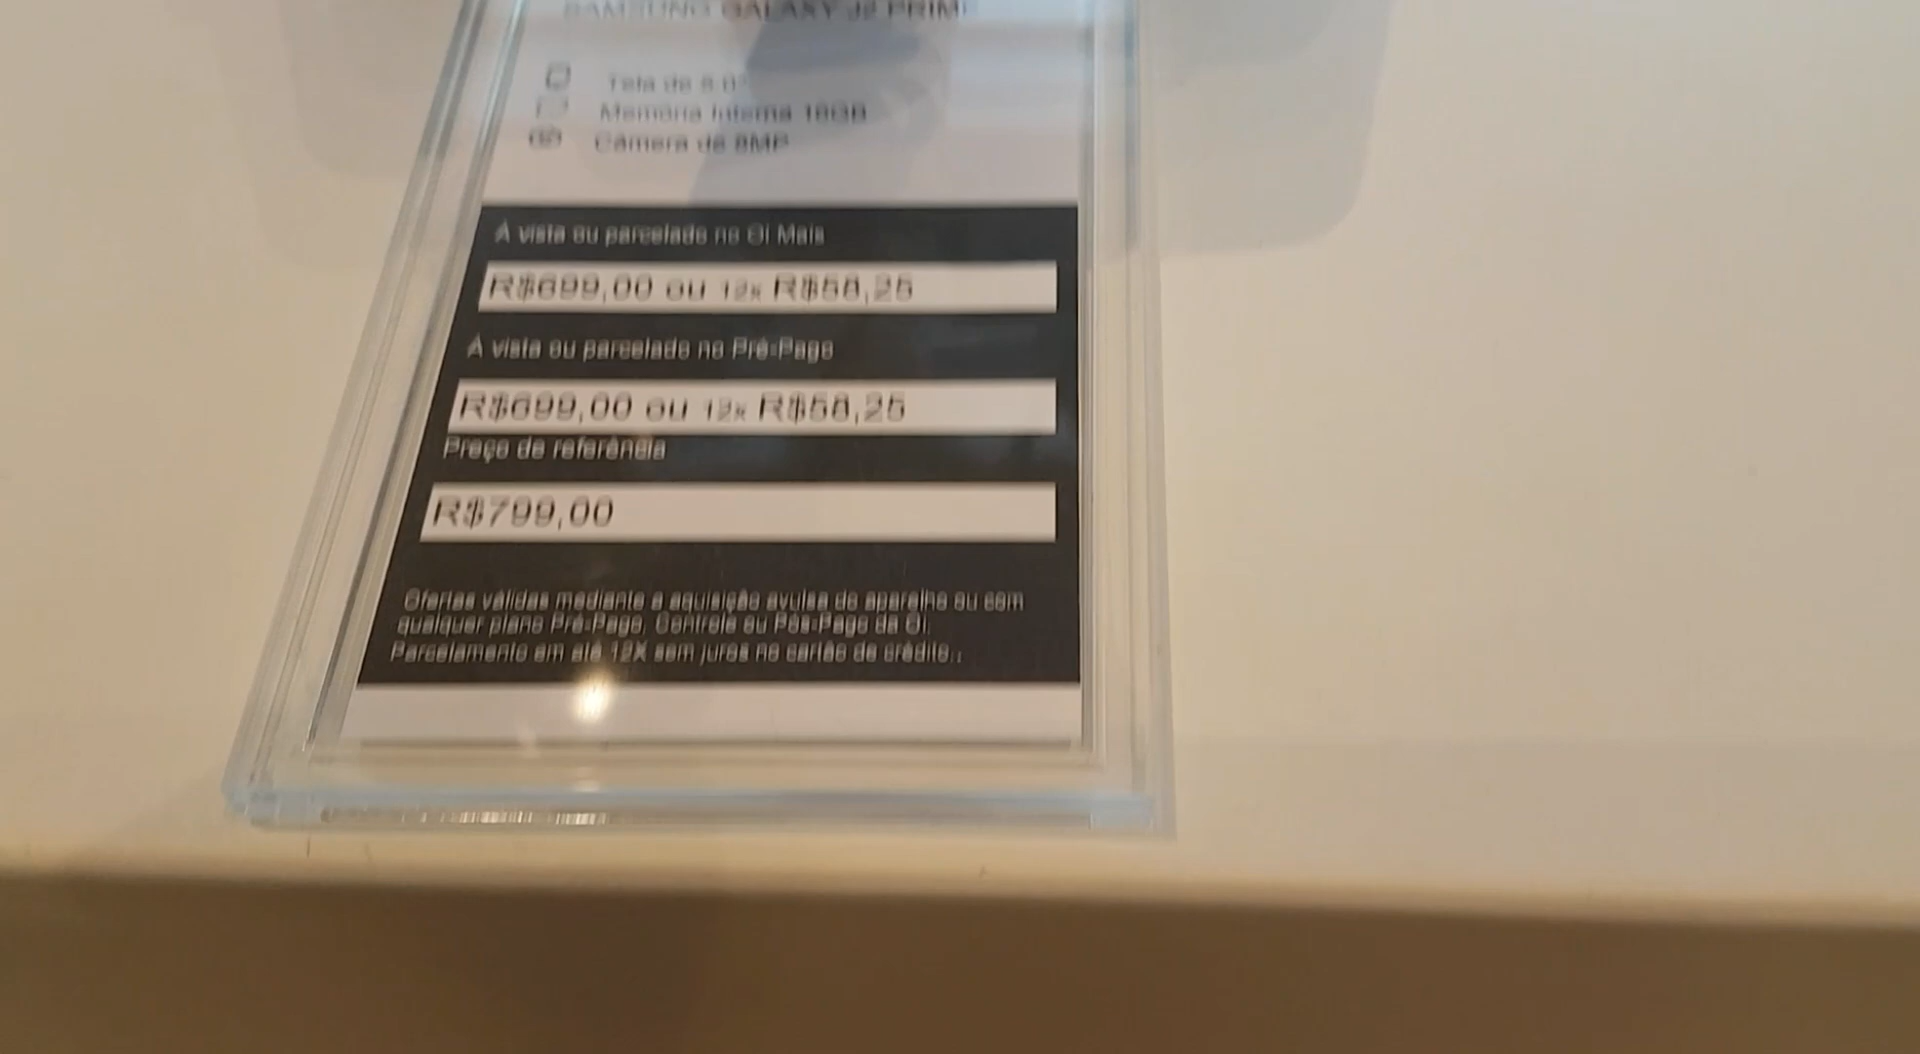 SAMSUNG GALAXY J2 PRIME
Tela de 5.0"
Memória Interna 16GB
Câmera de 8MP
À vista ou parcelado no Oi Mais
R$699,00 ou 12x R$58,25
À vista ou parcelado no Pré-Pago
R$699,00 ou 12x R$58,25
Preço de referência
R$799,00
Ofertas válidas mediante a aquisição avulsa do aparelho ou com
qualquer plano Pré-Pago, Controle ou Pós-Pago da Oi.
Parcelamento em até 12X sem juros no cartão de crédito..